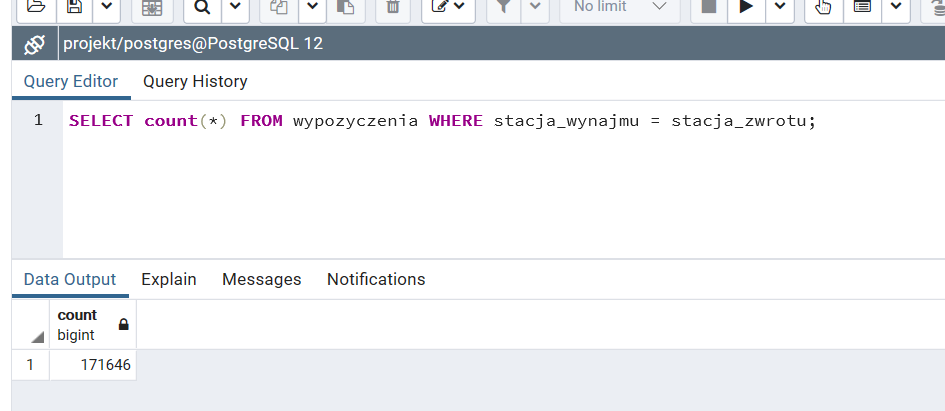 No limit
projekt/postgres@PostgreSQL 12
Query Editor Query History
1 SELECT count(*) FROM wypozyczenia WHERE stacja_wynajmu = stacja_zwrotu;
Data Output Explain Messages Notifications
count
bigint
1 171646